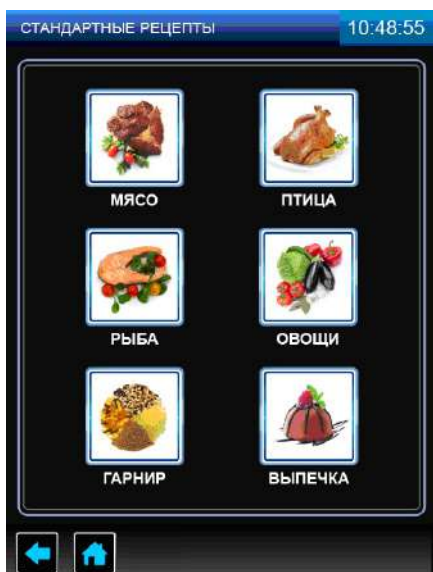 СТАНДАРТНЫЕ РЕЦЕПТЫ 10:48:55
МЯСО ПТИЦА
РЫБА ОВОЩИ
ГАРНИР ВЫПЕЧКА